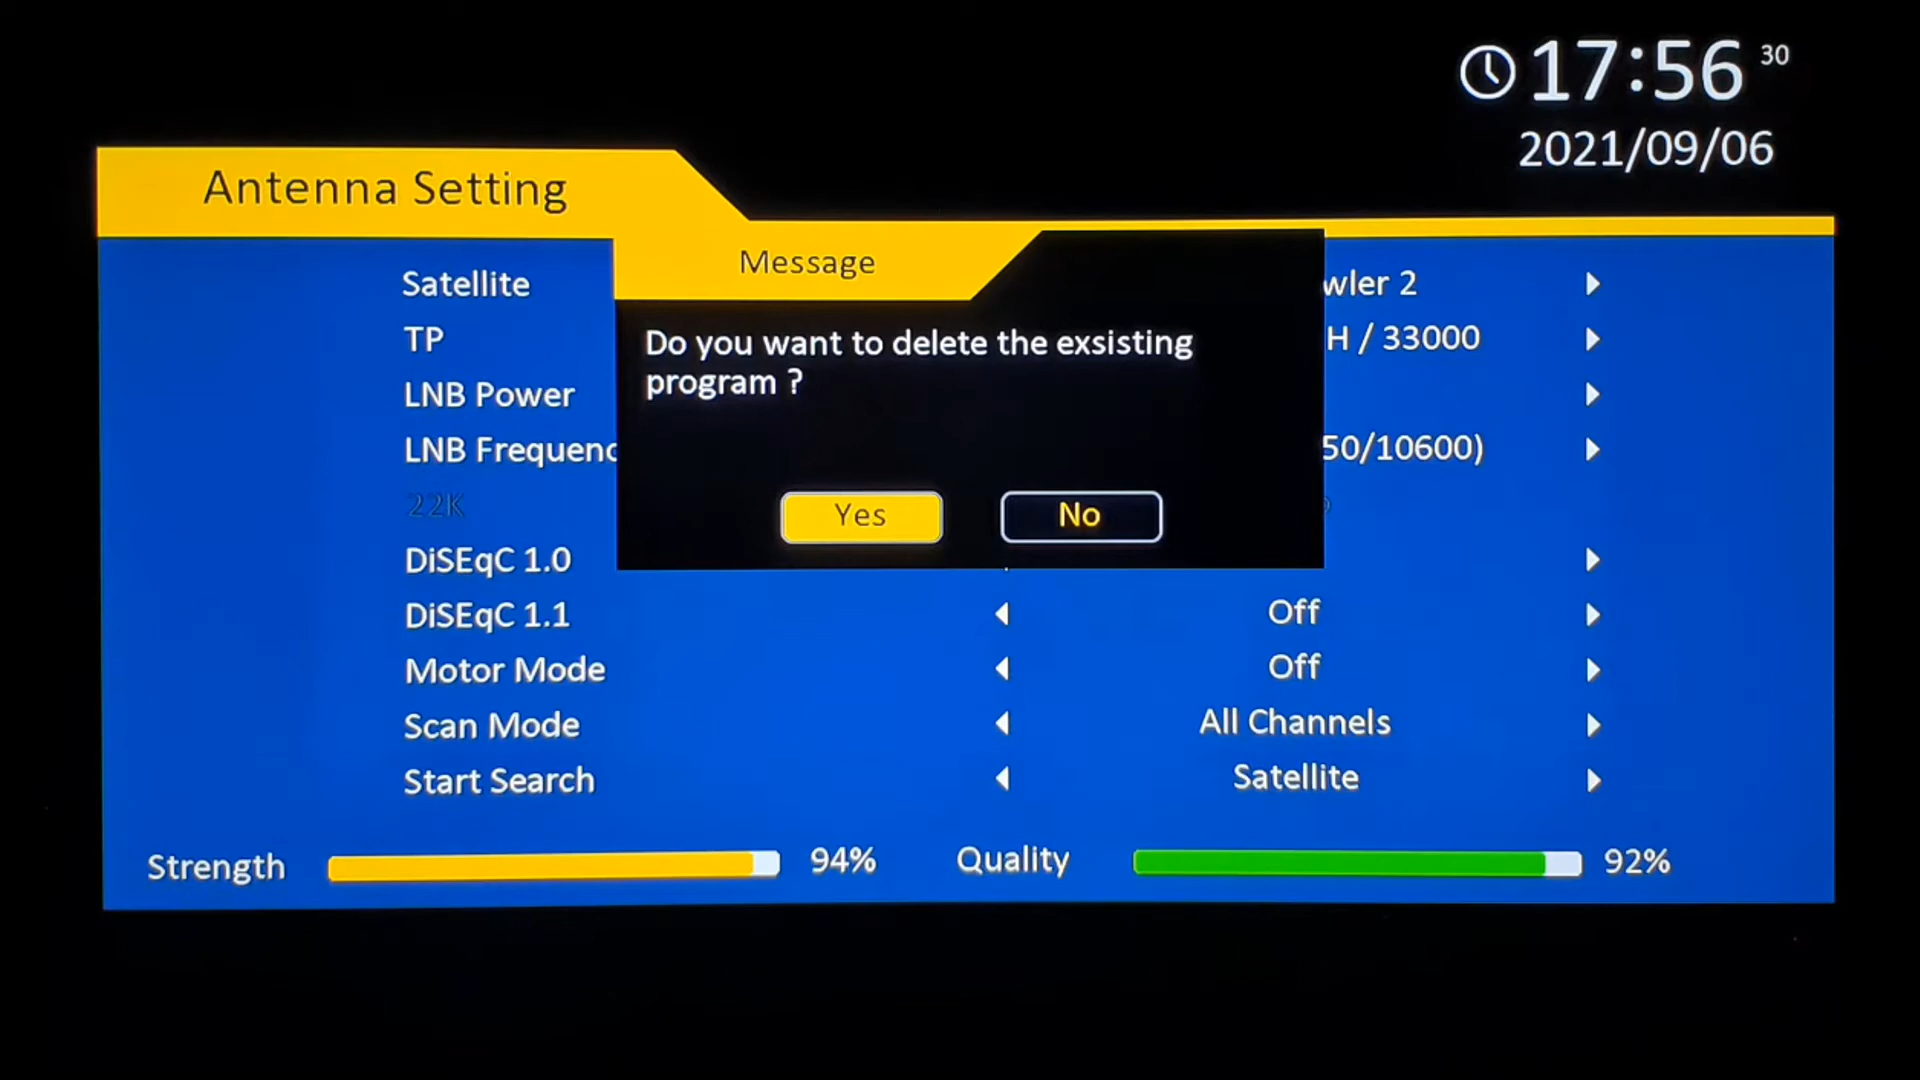 17:56 30
2021/09/06
Antenna Setting
Message
Satellite
wler 2
Do you want to delete the exsisting
program ?
TP
H / 33000
LNB Power
LNB Frequenc
50/10600)
22K
Yes
No
DiSEqC 1.0
DiSEqC 1.1
Off
Motor Mode
Off
Scan Mode
All Channels
Start Search
Satellite
Strength
94%
Quality
92%